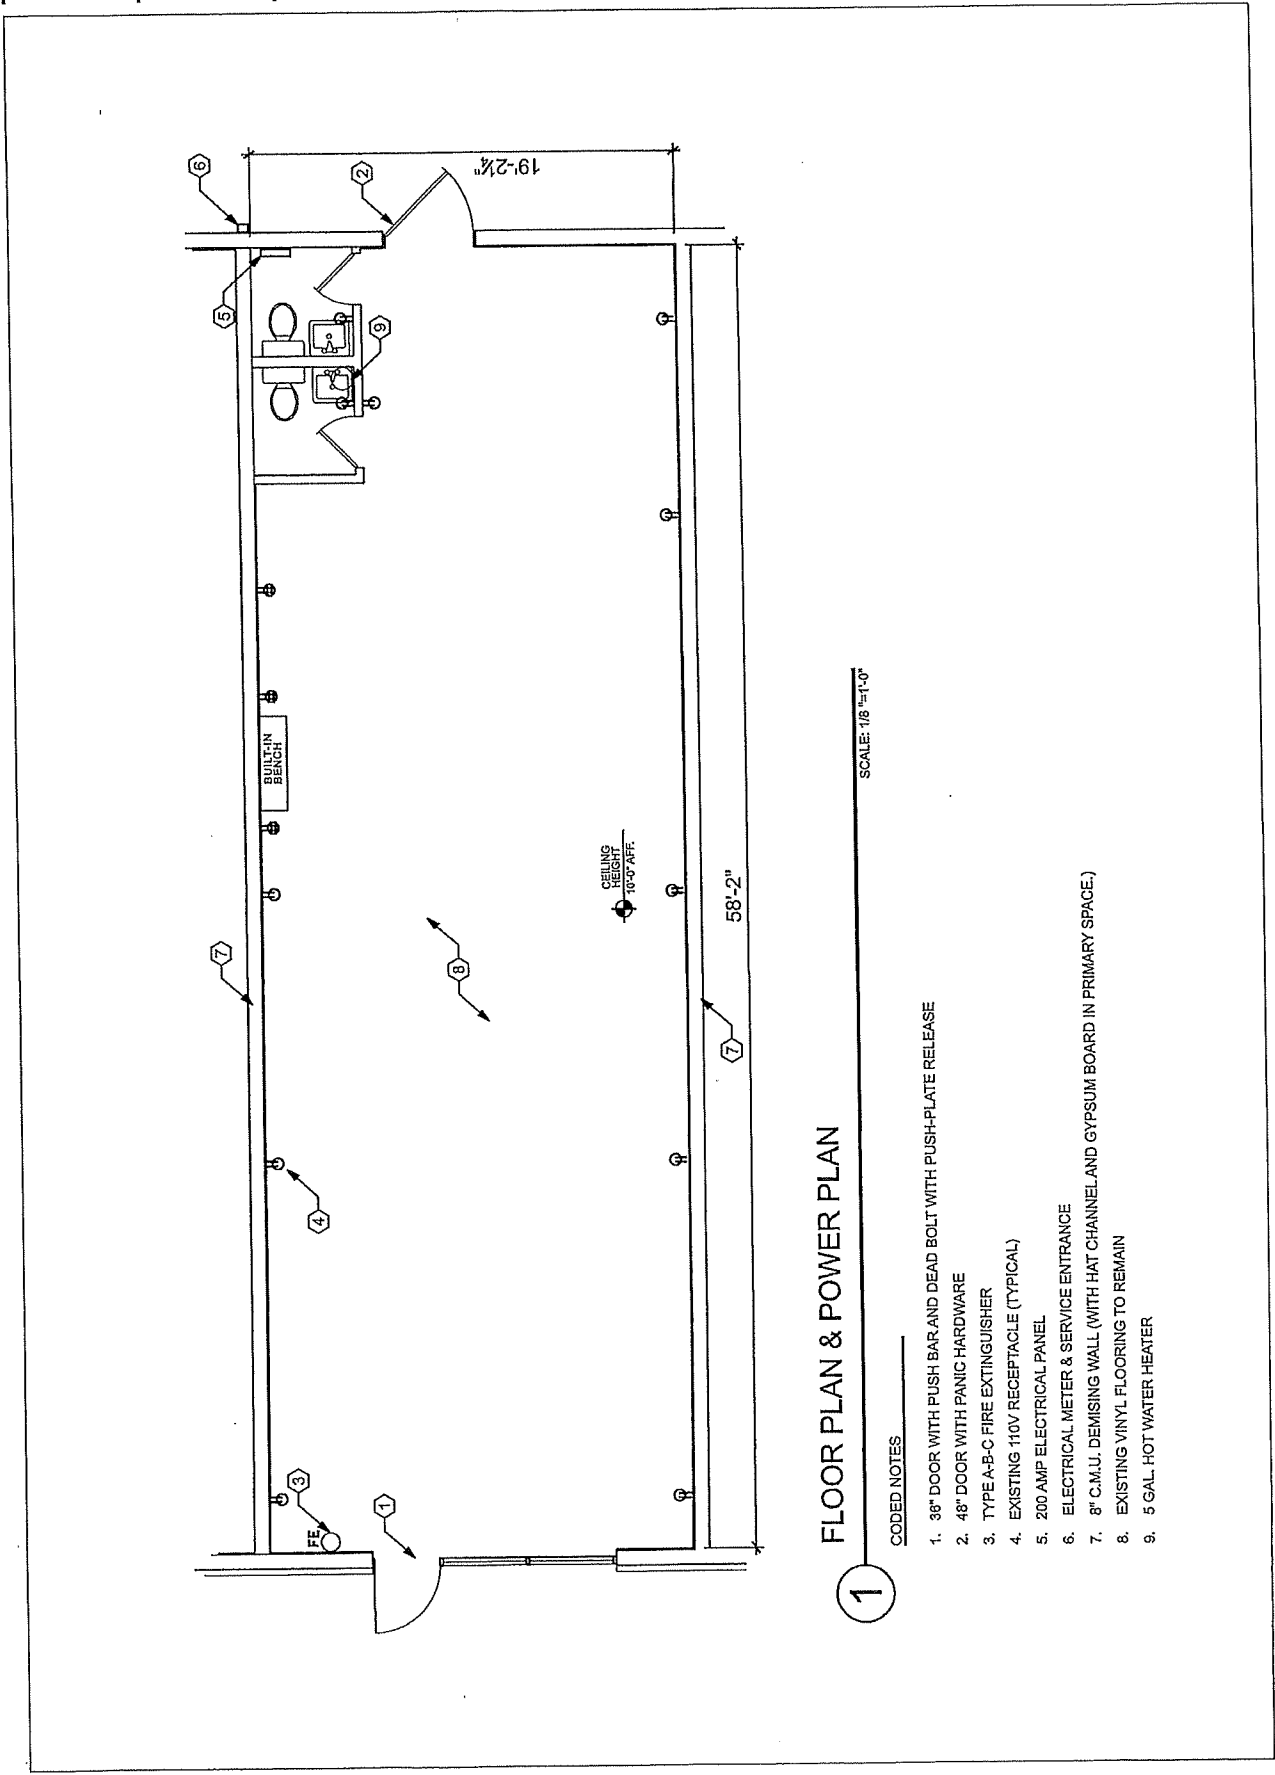 6
2
19'-2¼"
5
9
BUILT-IN
BENCH
7
CEILING
HEIGHT
10'-0" AFF.
8
58'-2"
7
4
3
FE
1
1
FLOOR PLAN & POWER PLAN
SCALE: 1/8 "=1'-0"
CODED NOTES
1. 36" DOOR WITH PUSH BAR AND DEAD BOLT WITH PUSH-PLATE RELEASE
2. 48" DOOR WITH PANIC HARDWARE
3. TYPE A-B-C FIRE EXTINGUISHER
4. EXISTING 110V RECEPTACLE (TYPICAL)
5. 200 AMP ELECTRICAL PANEL
6. ELECTRICAL METER & SERVICE ENTRANCE
7. 8" C.M.U. DEMISING WALL (WITH HAT CHANNEL AND GYPSUM BOARD IN PRIMARY SPACE.)
8. EXISTING VINYL FLOORING TO REMAIN
9. 5 GAL. HOT WATER HEATER